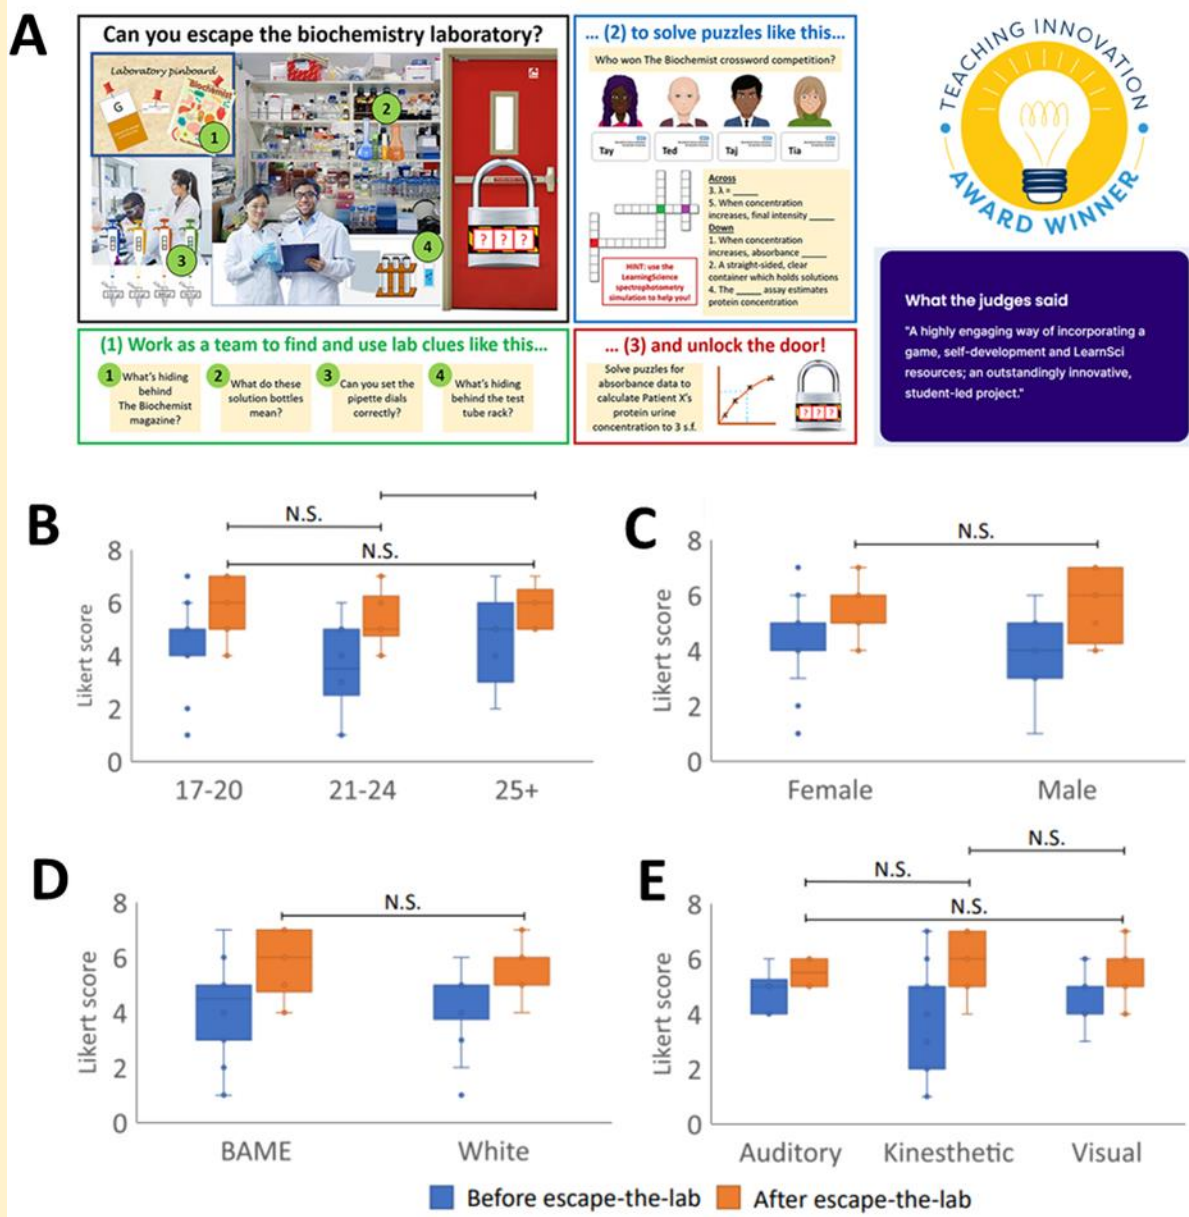 A
Can you escape the biochemistry laboratory?
Laboratory pinboard
G
Biochemist
1
2
3
4
? ? ?
(1) Work as a team to find and use lab clues like this...
1 What's hiding
behind
The Biochemist
magazine?
2 What do these
solution bottles
mean?
3 Can you set the
pipette dials
correctly?
4 What's hiding
behind the test
tube rack?
... (2) to solve puzzles like this...
Who won The Biochemist crossword competition?
Tay
Ted
Taj
Tia
Across
3. λ = _____
5. When concentration
increases, final intensity _____
Down
1. When concentration
increases, absorbance _____
2. A straight-sided, clear
container which holds solutions
4. The _____ assay estimates
protein concentration
HINT: use the
LearningScience
spectrophotometry
simulation to help you!
... (3) and unlock the door!
Solve puzzles for
absorbance data to
calculate Patient X's
protein urine
concentration to 3 s.f.
? ? ?
TEACHING INNOVATION
AWARD WINNER
What the judges said
"A highly engaging way of incorporating a
game, self-development and LearnSci
resources; an outstandingly innovative,
student-led project."
B
N.S.
N.S.
8
6
4
2
0
Likert score
17-20 21-24 25+
C
N.S.
8
6
4
2
0
Likert score
Female Male
D
N.S.
8
6
4
2
0
Likert score
BAME White
E
N.S.
N.S.
N.S.
8
6
4
2
0
Likert score
Auditory Kinesthetic Visual
Before escape-the-lab After escape-the-lab